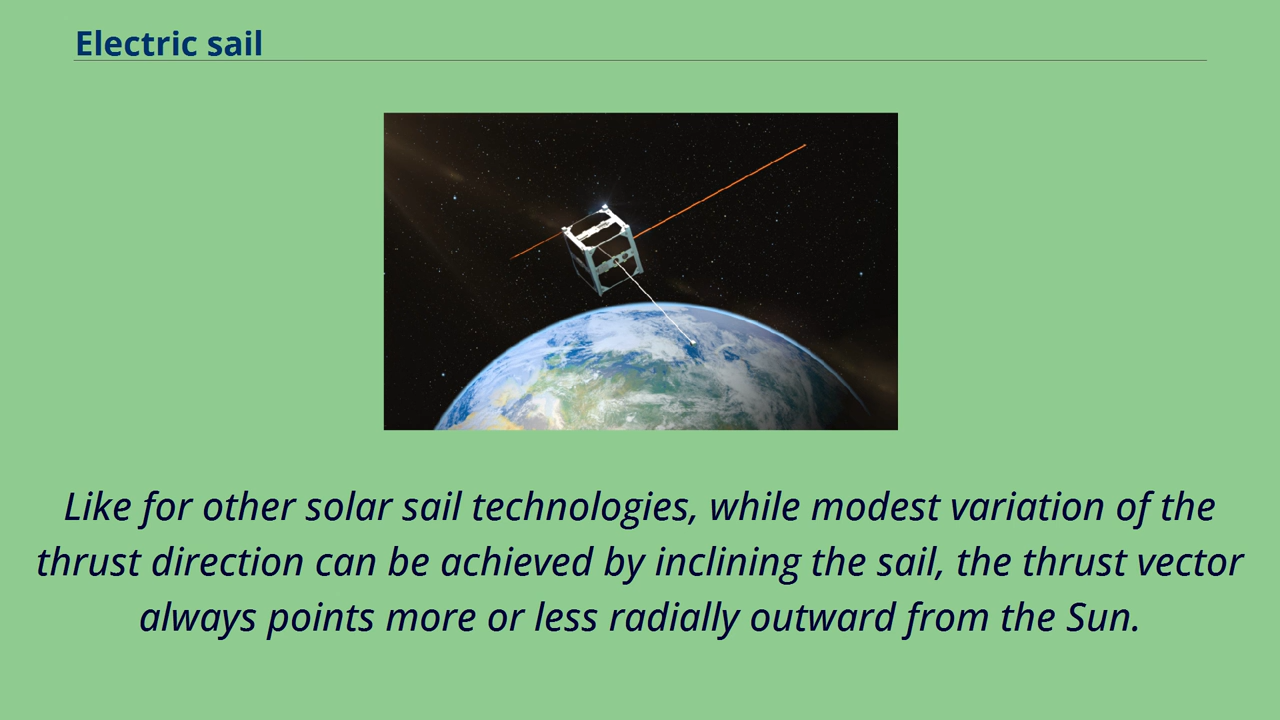 Electric sail
Like for other solar sail technologies, while modest variation of the
thrust direction can be achieved by inclining the sail, the thrust vector
always points more or less radially outward from the Sun.